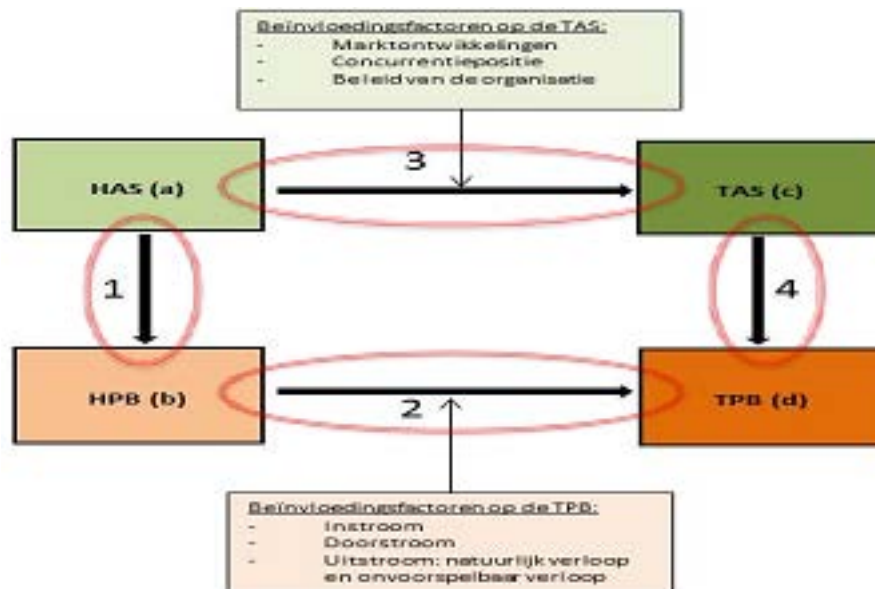 Beïnvloedingsfactoren op de TAS:
- Marktontwikkelingen
- Concurrentiepositie
- Beleid van de organisatie
HAS (a)
3
TAS (c)
1
4
HPB (b)
2
TPB (d)
Beïnvloedingsfactoren op de TPB:
- Instroom
- Doorstroom
- Uitstroom: natuurlijk verloop
en onvoorspelbaar verloop